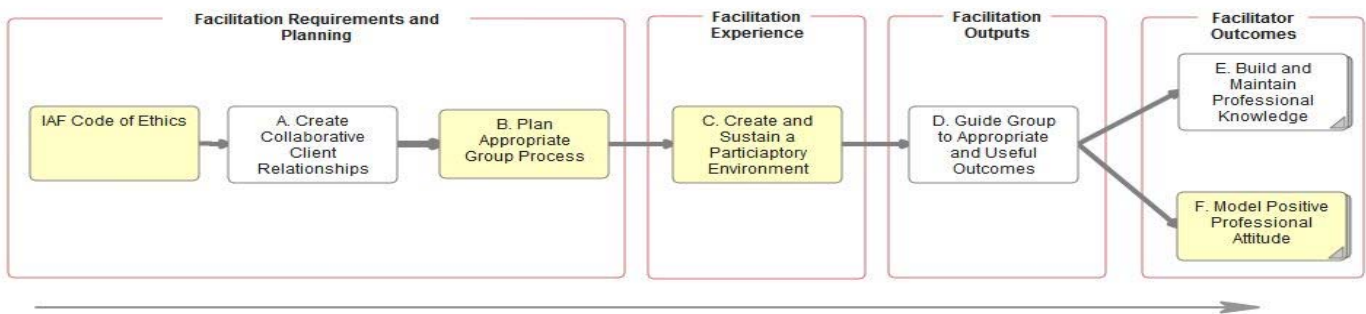 Facilitation Requirements and
Planning
Facilitation
Experience
Facilitation
Outputs
Facilitator
Outcomes
IAF Code of Ethics
A. Create
Collaborative
Client
Relationships
B. Plan
Appropriate
Group Process
C. Create and
Sustain a
Particiaptory
Environment
D. Guide Group
to Appropriate
and Useful
Outcomes
E. Build and
Maintain
Professional
Knowledge
F. Model Positive
Professional
Attitude